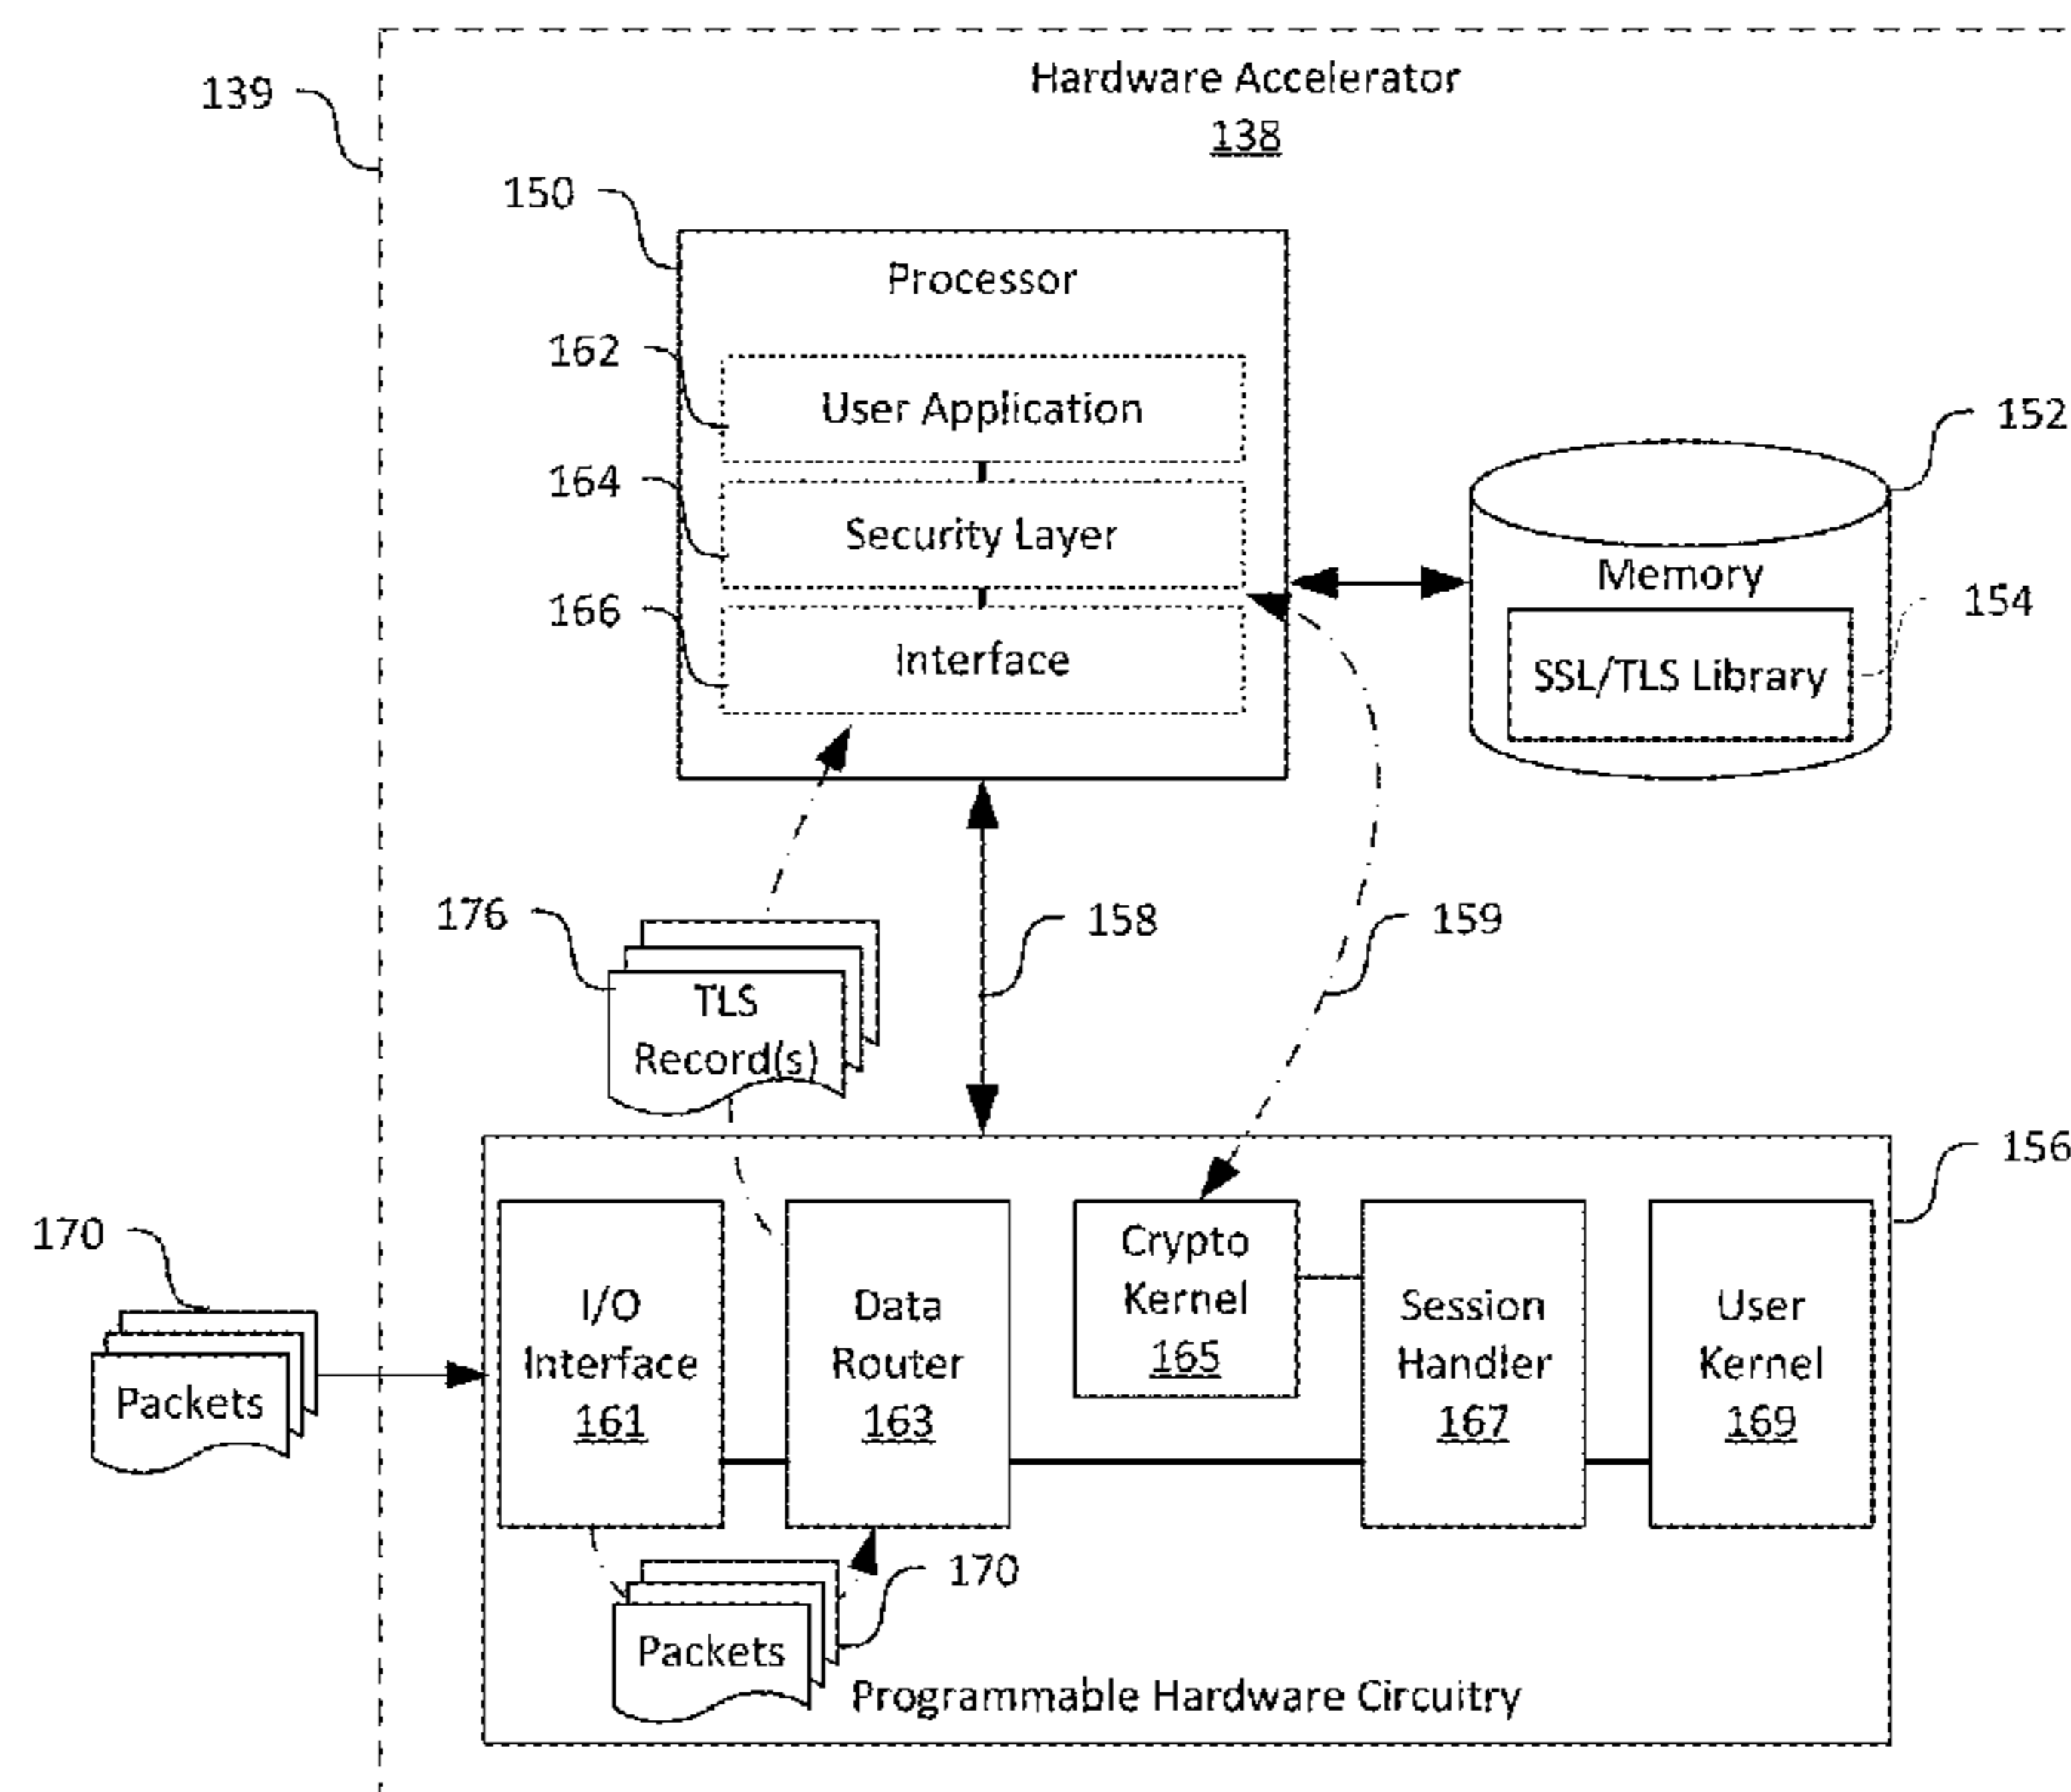 Hardware Accelerator
138
139
150
Processor
162
User Application
152
164
Security Layer
Memory
154
166
Interface
SSL/TLS Library
176
TLS
Record(s)
158
159
156
170
Packets
I/O
Interface
161
Data
Router
163
Crypto
Kernel
165
Session
Handler
167
User
Kernel
169
170
Packets
Programmable Hardware Circuitry